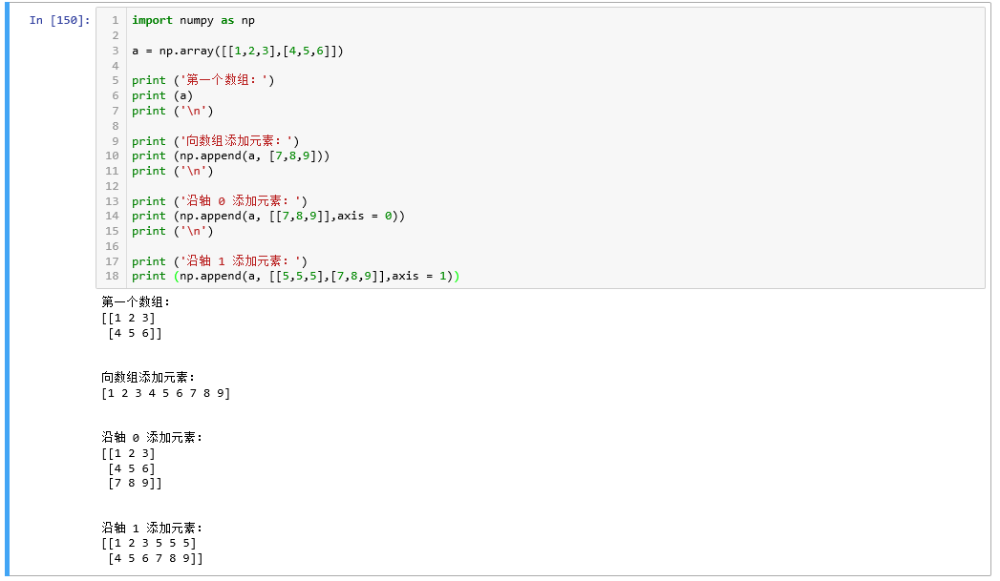 In [150]:
1 import numpy as np
2
3 a = np.array([[1,2,3],[4,5,6]])
4
5 print ('第一个数组：')
6 print (a)
7 print ('\n')
8
9 print ('向数组添加元素：')
10 print (np.append(a, [7,8,9]))
11 print ('\n')
12
13 print ('沿轴 0 添加元素：')
14 print (np.append(a, [[7,8,9]],axis = 0))
15 print ('\n')
16
17 print ('沿轴 1 添加元素：')
18 print (np.append(a, [[5,5,5],[7,8,9]],axis = 1))
第一个数组：
[[1 2 3]
 [4 5 6]]
向数组添加元素：
[1 2 3 4 5 6 7 8 9]
沿轴 0 添加元素：
[[1 2 3]
 [4 5 6]
 [7 8 9]]
沿轴 1 添加元素：
[[1 2 3 5 5 5]
 [4 5 6 7 8 9]]